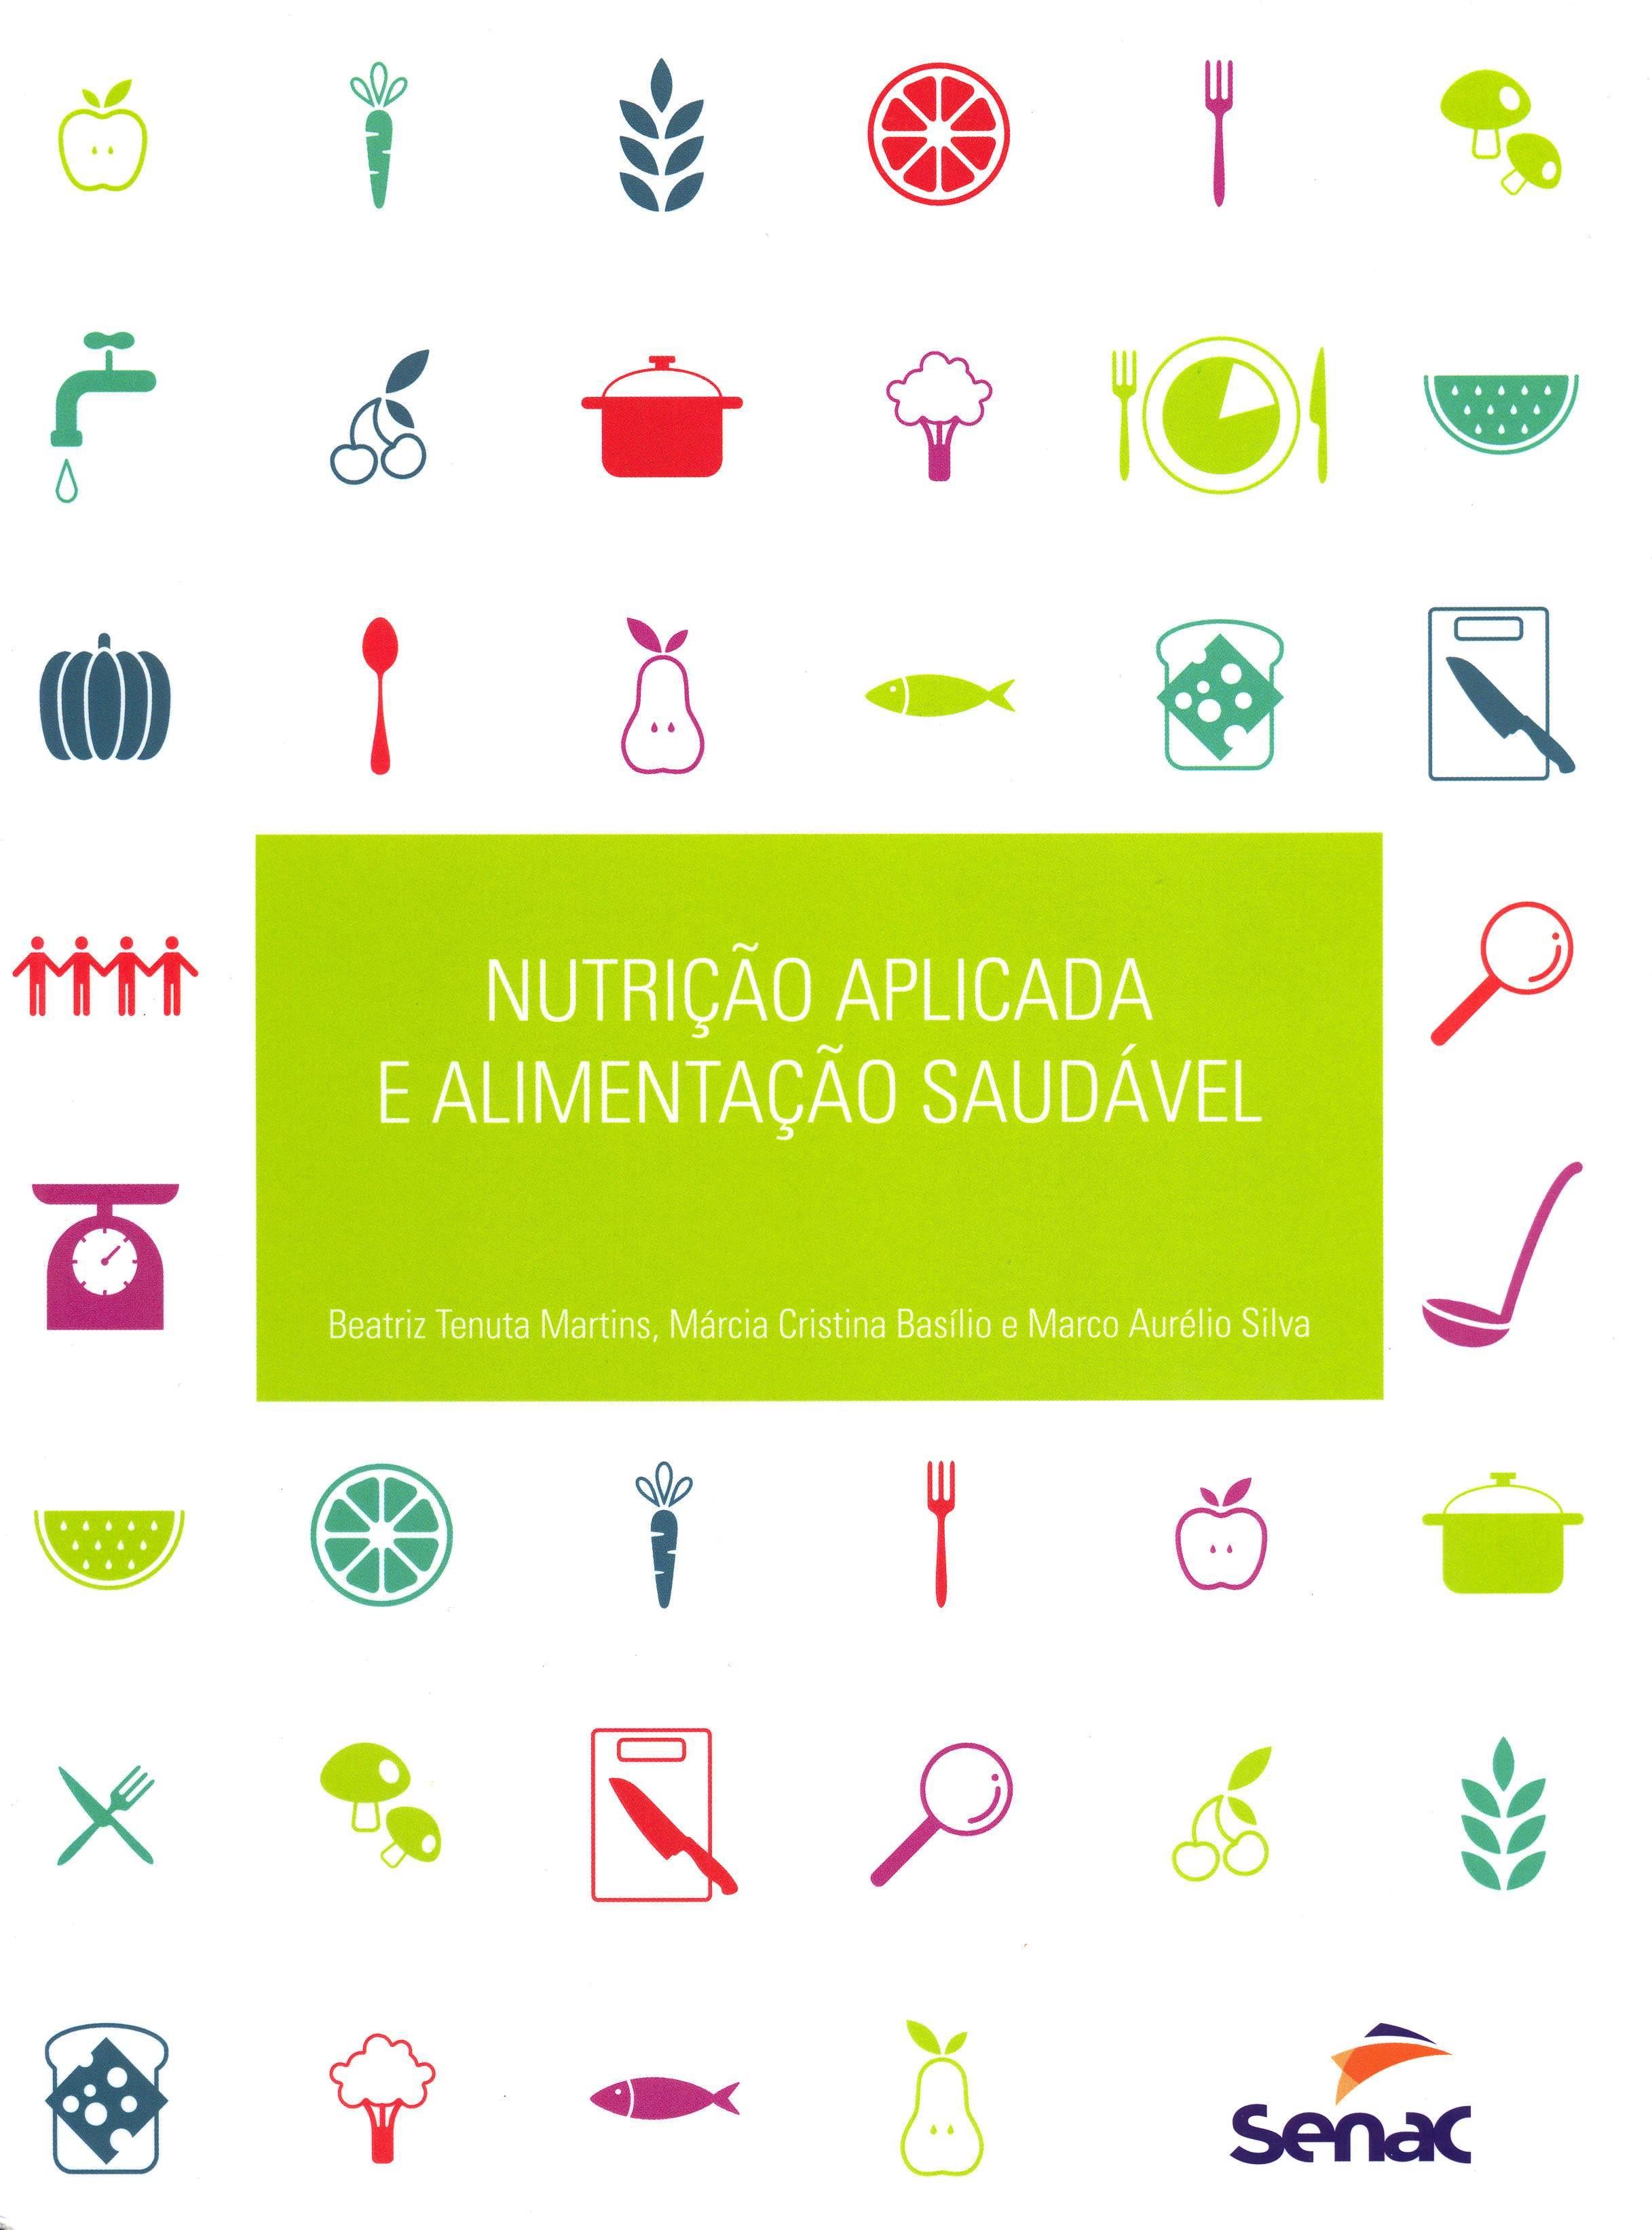 NUTRIÇÃO APLICADA
E ALIMENTAÇÃO SAUDÁVEL
Beatriz Tenuta Martins, Márcia Cristina Basílio e Marco Aurélio Silva
senac